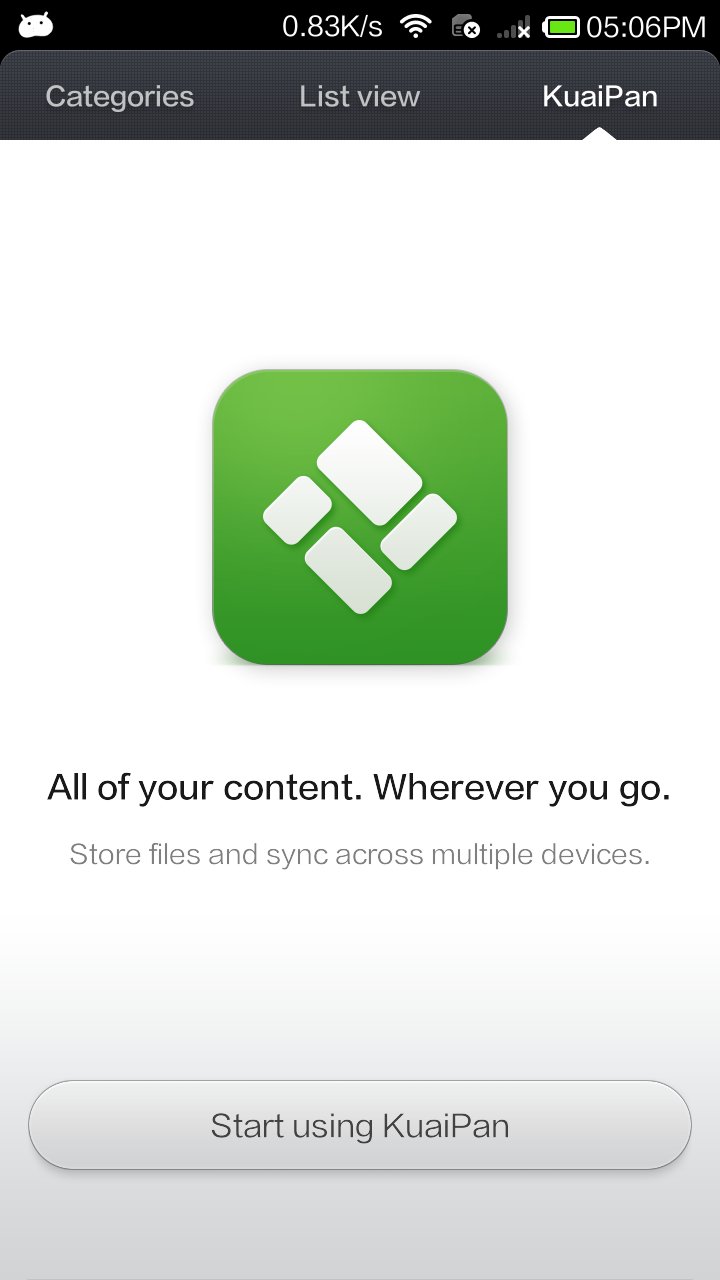 0.83K/s 05:06PM
Categories List view KuaiPan
All of your content. Wherever you go.
Store files and sync across multiple devices.
Start using KuaiPan